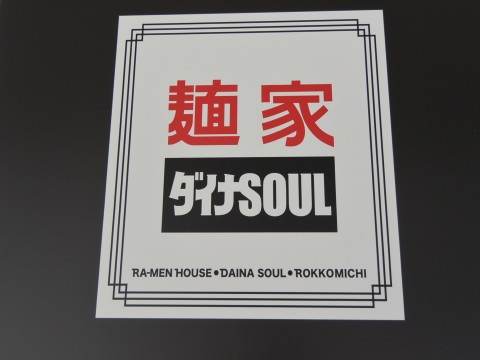 麺家
ダイナSOUL
RA-MEN HOUSE●DAINA SOUL●ROKKOMICHI